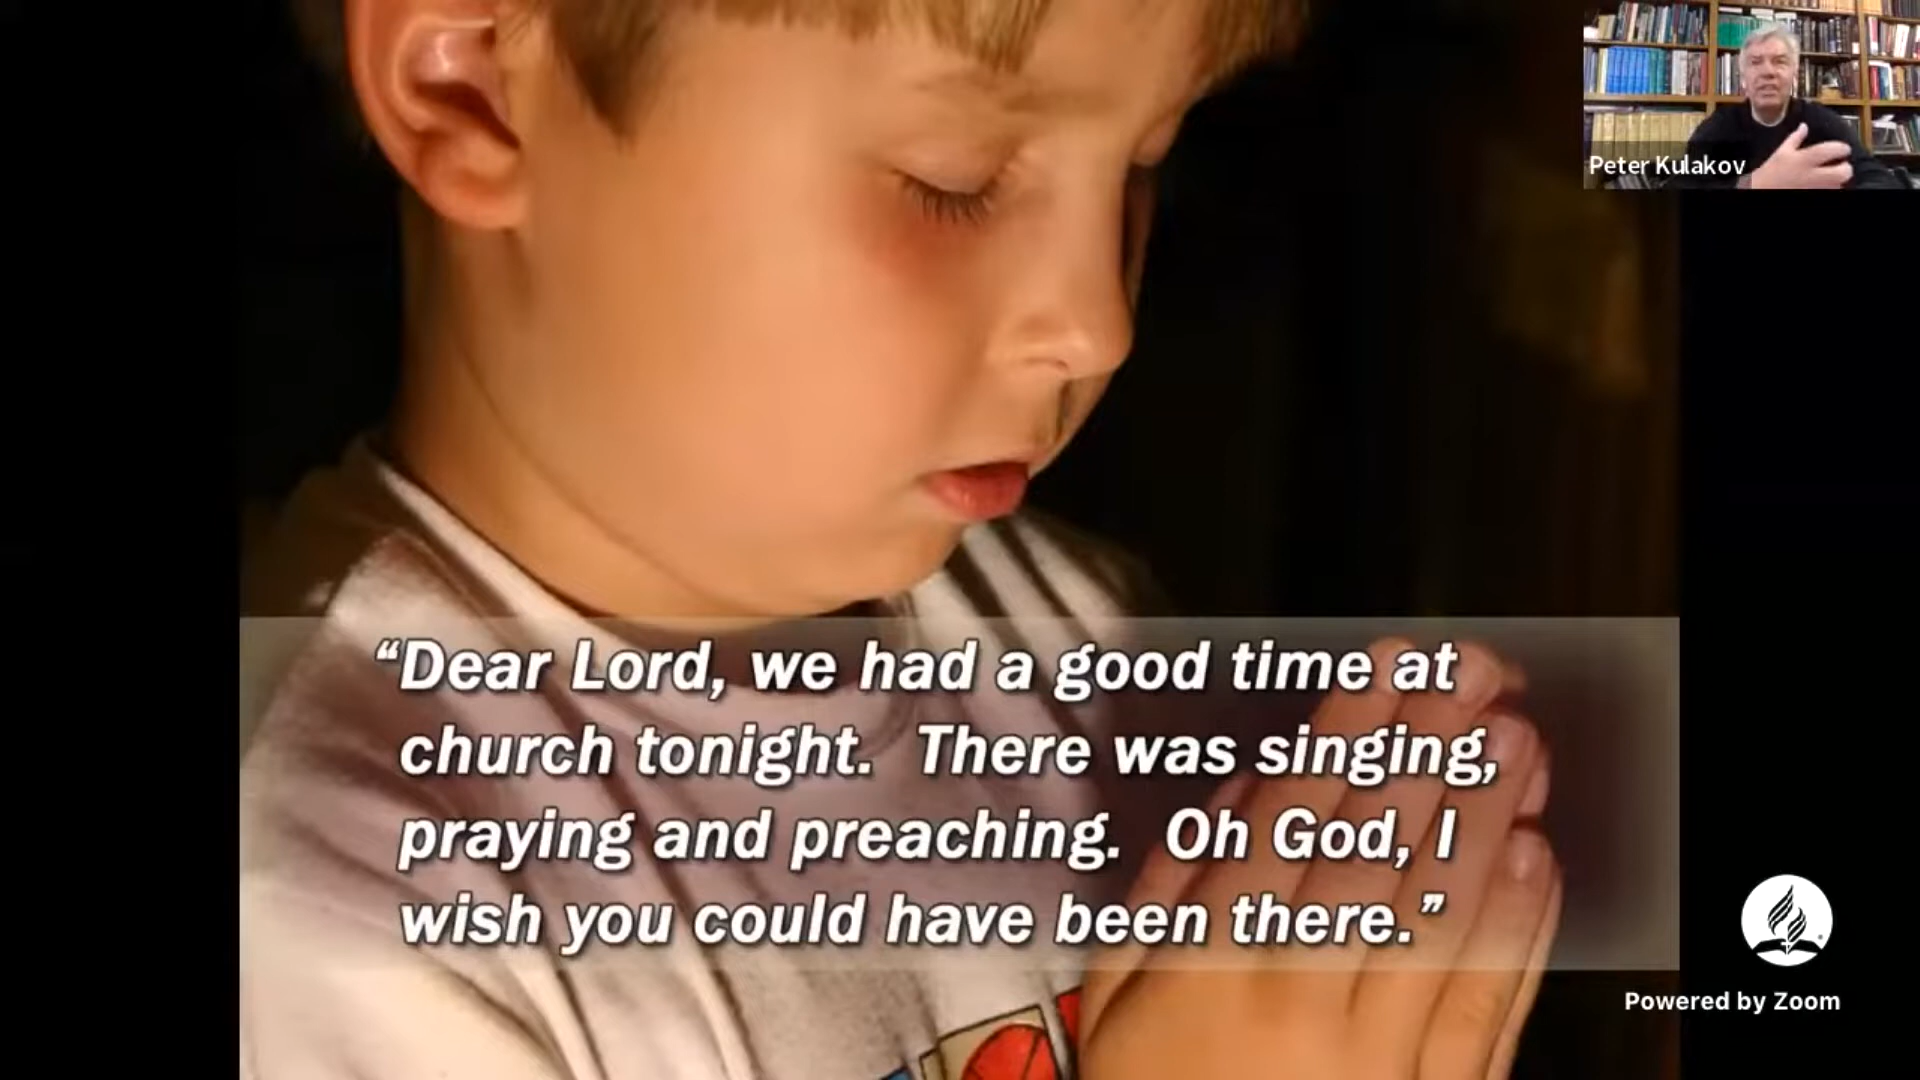 Peter Kulakov
“Dear Lord, we had a good time at
church tonight.  There was singing,
praying and preaching.  Oh God, I
wish you could have been there.”
Powered by Zoom